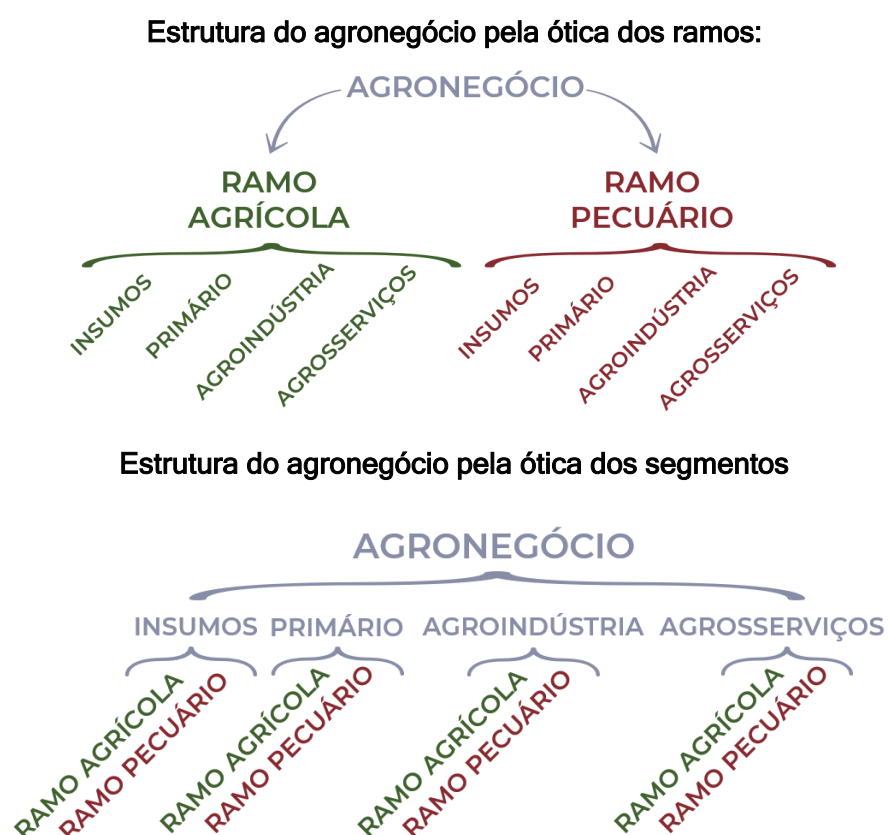 Estrutura do agronegócio pela ótica dos ramos:
AGRONEGÓCIO
RAMO
AGRÍCOLA
INSUMOS
PRIMÁRIO
AGROINDÚSTRIA
AGROSSERVIÇOS
RAMO
PECUÁRIO
INSUMOS
PRIMÁRIO
AGROINDÚSTRIA
AGROSSERVIÇOS
Estrutura do agronegócio pela ótica dos segmentos
AGRONEGÓCIO
INSUMOS
RAMO AGRÍCOLA
RAMO PECUÁRIO
PRIMÁRIO
RAMO AGRÍCOLA
RAMO PECUÁRIO
AGROINDÚSTRIA
RAMO AGRÍCOLA
RAMO PECUÁRIO
AGROSSERVIÇOS
RAMO AGRÍCOLA
RAMO PECUÁRIO